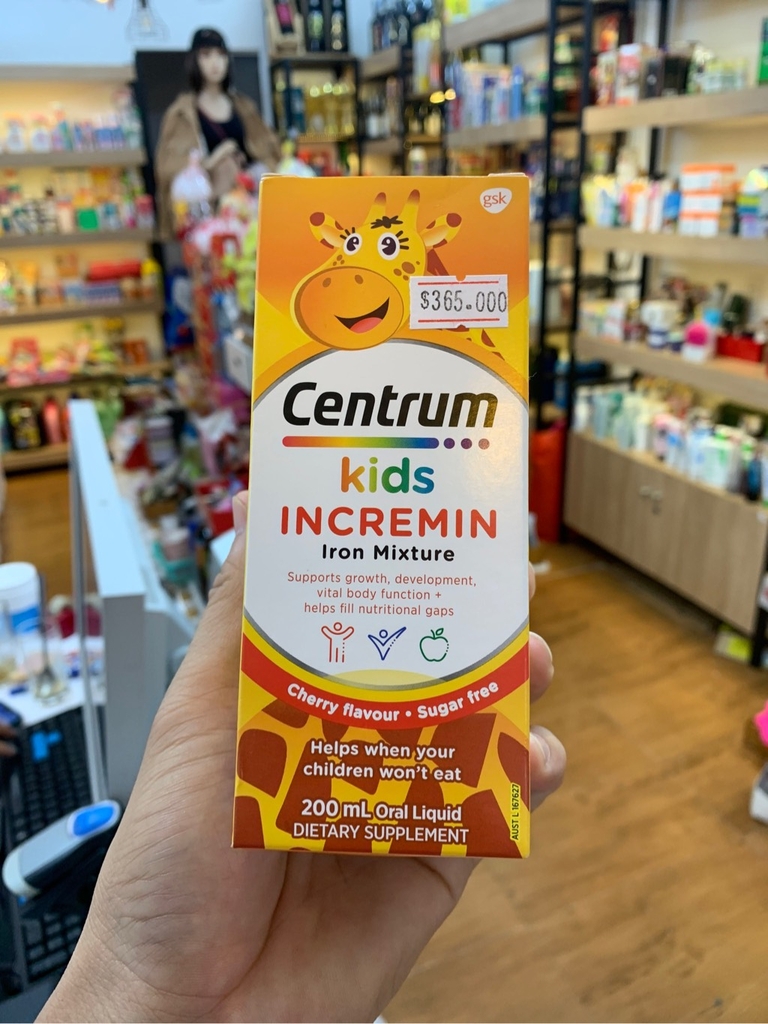 gsk
$365.000
Centrum
kids
INCREMIN
Iron Mixture
Supports growth, development,
vital body function +
helps fill nutritional gaps
Cherry flavour • Sugar free
Helps when your
children won't eat
200 mL Oral Liquid
DIETARY SUPPLEMENT
AUST L 167627